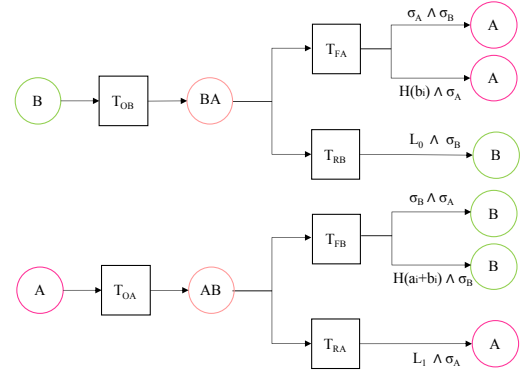 σA ∧ σB
A
TFA
A
H(bi) ∧ σA
B
TOB
BA
L0 ∧ σB
TRB
B
σB ∧ σA
B
TFB
B
H(ai+bi) ∧ σB
A
TOA
AB
TRA
A
L1 ∧ σA